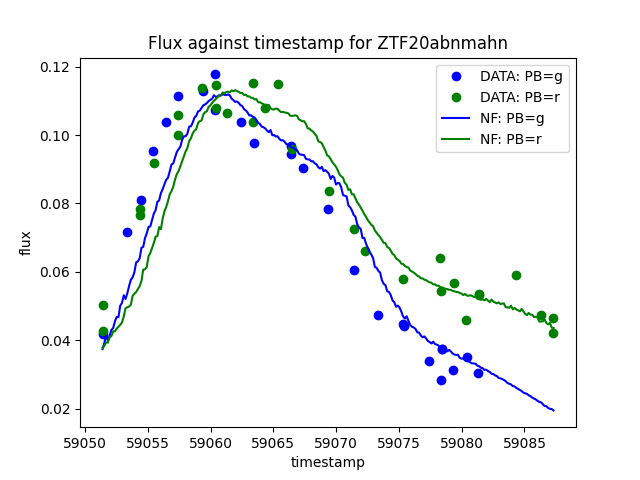 Flux against timestamp for ZTF20abnmahn
DATA: PB=g
DATA: PB=r
NF: PB=g
NF: PB=r
0.12
0.10
0.08
0.06
0.04
0.02
flux
59050 59055 59060 59065 59070 59075 59080 59085
timestamp